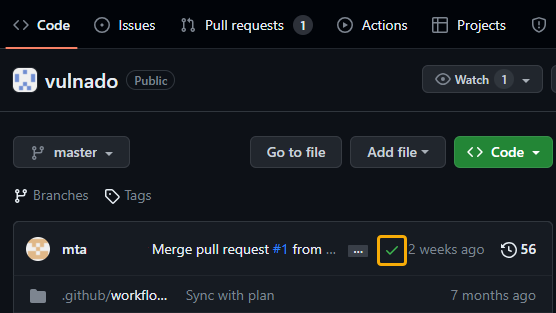 Code Issues Pull requests 1 Actions Projects
vulnado Public Watch 1
master Go to file Add file Code
Branches Tags
mta Merge pull request #1 from ... ... 2 weeks ago 56
.github/workflo... Sync with plan 7 months ago